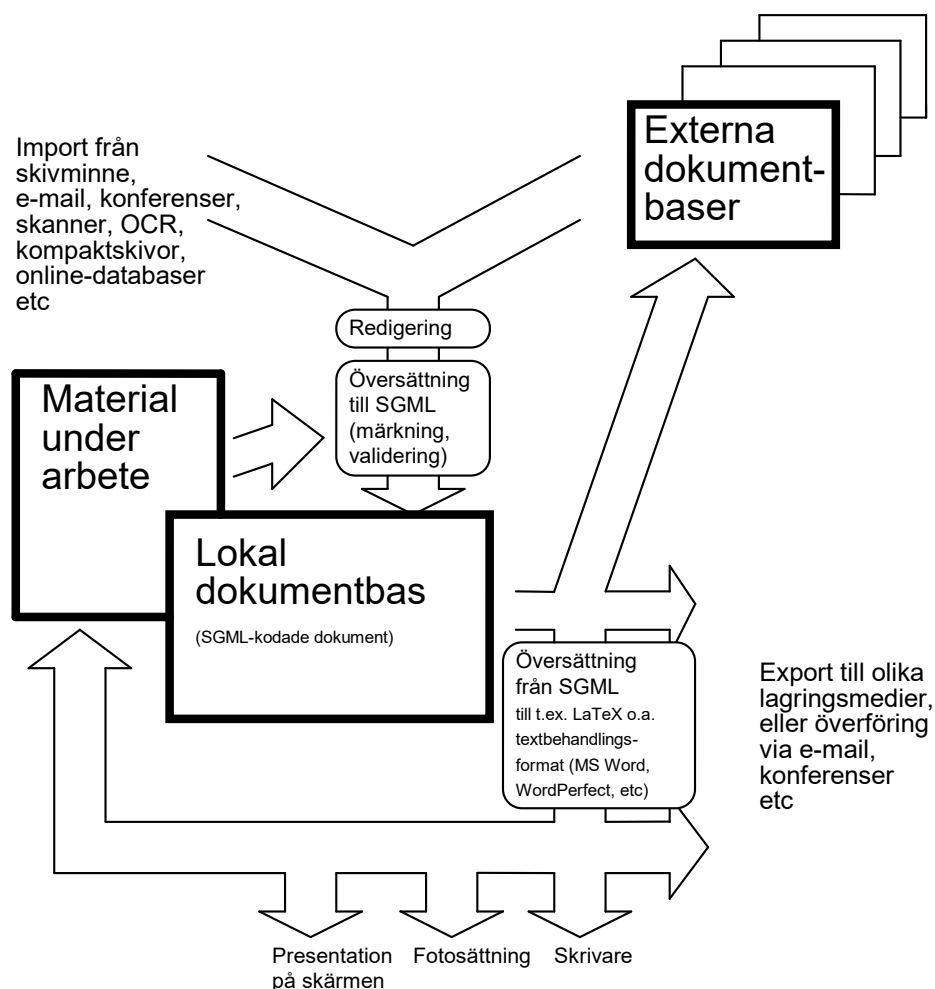 Externa
dokument-
baser
Import från
skivminne,
e-mail, konferenser,
skanner, OCR,
kompaktskivor,
online-databaser
etc
Redigering
Översättning
till SGML
(märkning,
validering)
Material
under
arbete
Lokal
dokumentbas
(SGML-kodade dokument)
Översättning
från SGML
till t.ex. LaTeX o.a.
textbehandlings-
format (MS Word,
WordPerfect, etc)
Export till olika
lagringsmedier,
eller överföring
via e-mail,
konferenser
etc
Presentation
på skärmen
Fotosättning
Skrivare